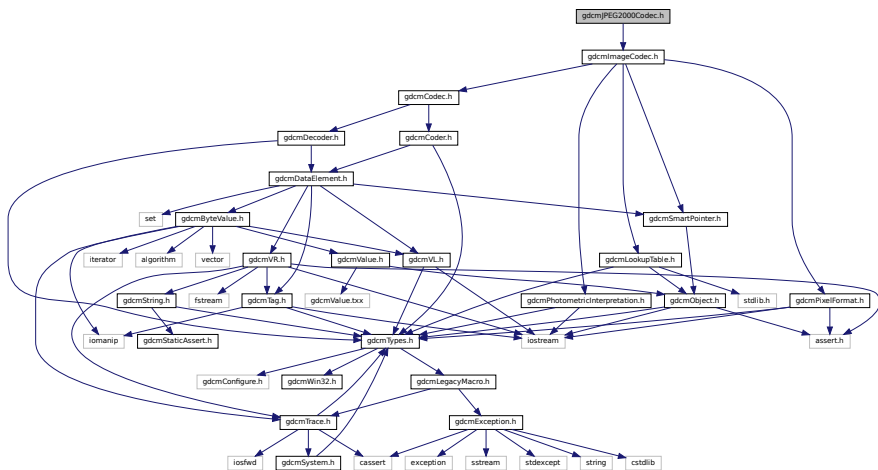 gdcmJPEG2000Codec.h
gdcmImageCodec.h
gdcmCodec.h
gdcmDecoder.h
gdcmCoder.h
gdcmDataElement.h
set
gdcmByteValue.h
gdcmSmartPointer.h
iterator
algorithm
vector
gdcmVR.h
gdcmValue.h
gdcmVL.h
gdcmLookupTable.h
gdcmString.h
fstream
gdcmTag.h
gdcmValue.txx
gdcmPhotometricInterpretation.h
gdcmObject.h
stdlib.h
gdcmPixelFormat.h
iomanip
gdcmStaticAssert.h
gdcmTypes.h
iostream
assert.h
gdcmConfigure.h
gdcmWin32.h
gdcmLegacyMacro.h
gdcmTrace.h
gdcmException.h
iosfwd
gdcmSystem.h
cassert
exception
sstream
stdexcept
string
cstdlib